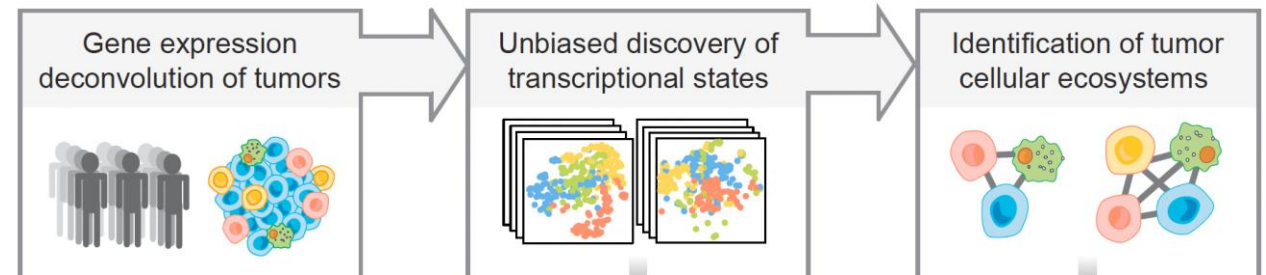 Gene expression
deconvolution of tumors
Unbiased discovery of
transcriptional states
Identification of tumor
cellular ecosystems